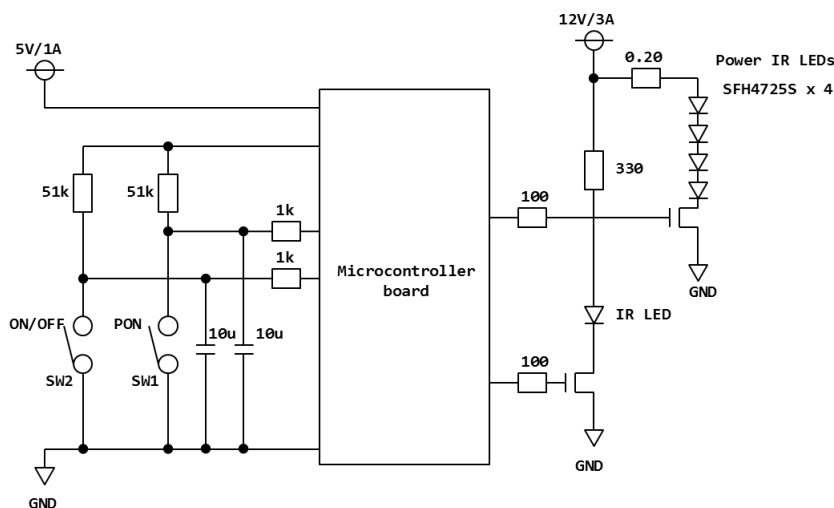 12V/3A
5V/1A
0.20
Power IR LEDs
SFH4725S x 4
51k
51k
330
1k
100
1k
Microcontroller
board
GND
ON/OFF
PON
10u
10u
IR LED
SW2
SW1
100
GND
GND